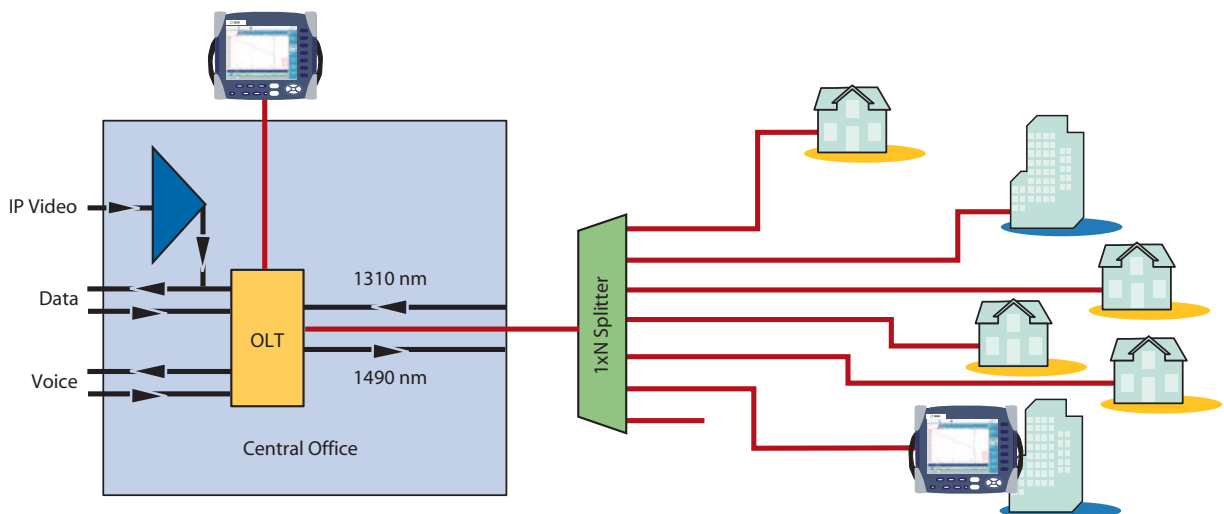 IP Video
1310 nm
Data
OLT
1xN Splitter
Voice
1490 nm
Central Office